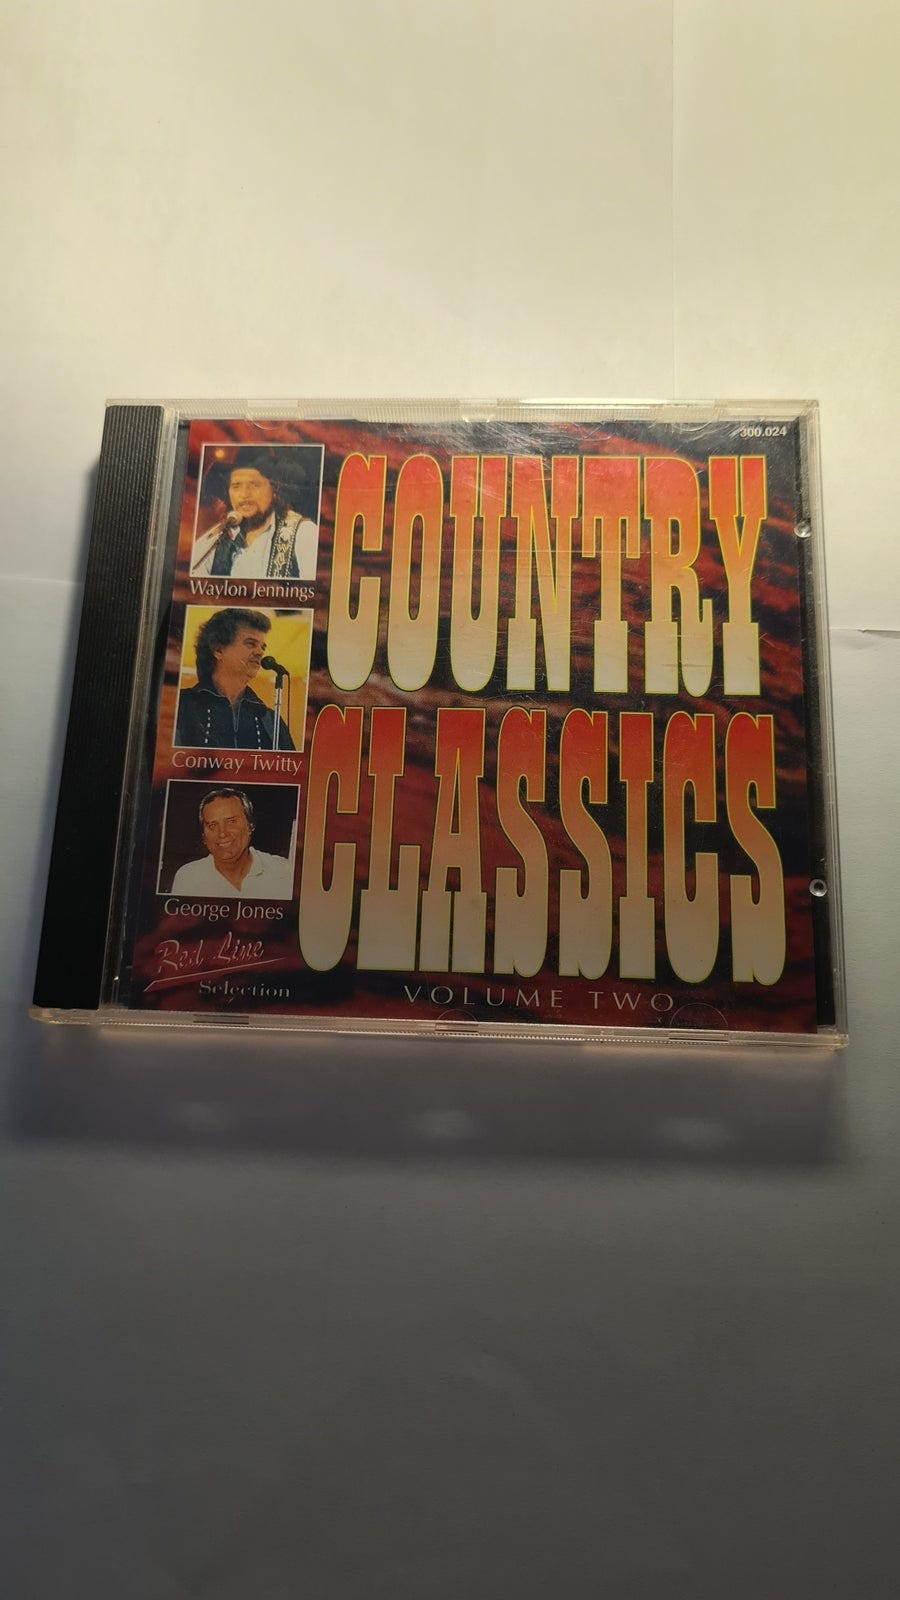 300.024
COUNTRY
CLASSICS
VOLUME TWO
Waylon Jennings
Conway Twitty
George Jones
Red Line
Selection